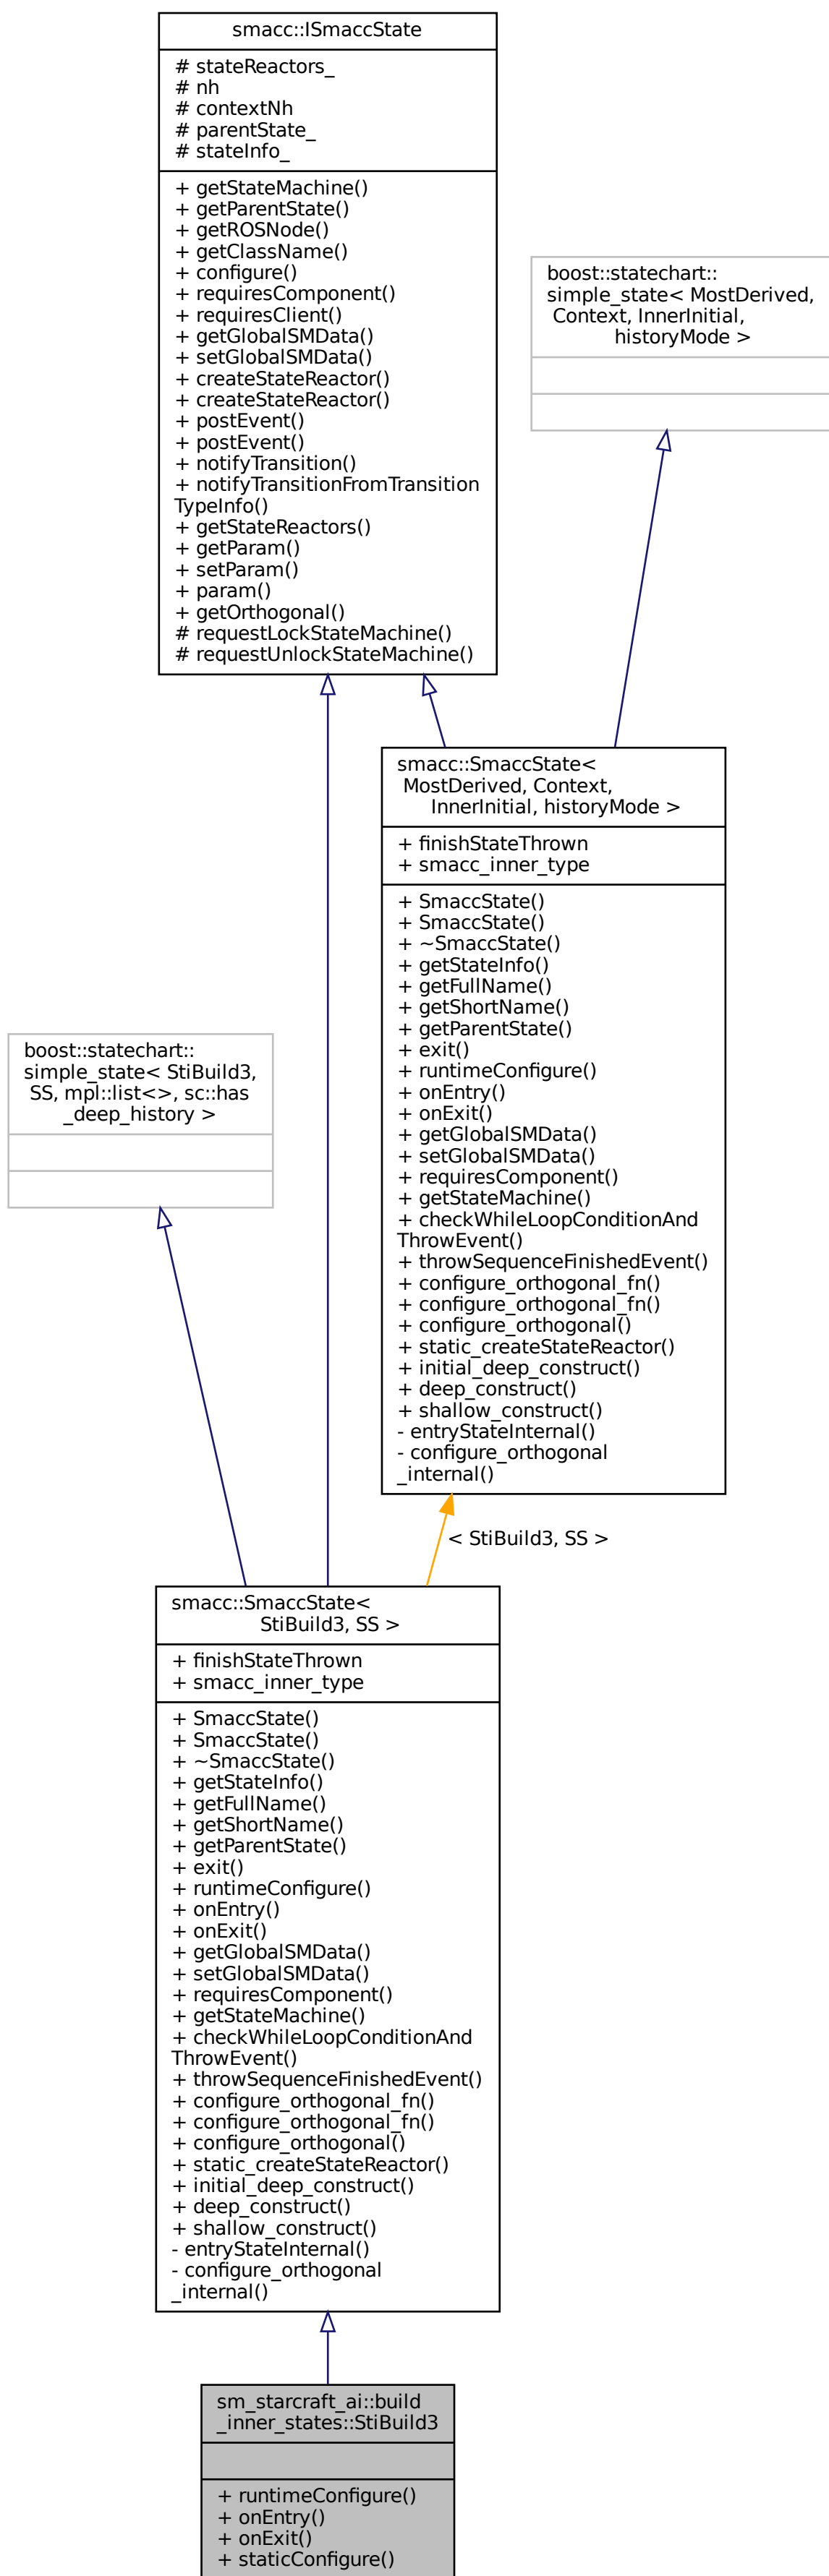 smacc::ISmaccState
# stateReactors_
# nh
# contextNh
# parentState_
# stateInfo_
+ getStateMachine()
+ getParentState()
+ getROSNode()
+ getClassName()
+ configure()
+ requiresComponent()
+ requiresClient()
+ getGlobalSMData()
+ setGlobalSMData()
+ createStateReactor()
+ createStateReactor()
+ postEvent()
+ postEvent()
+ notifyTransition()
+ notifyTransitionFromTransition
TypeInfo()
+ getStateReactors()
+ getParam()
+ setParam()
+ param()
+ getOrthogonal()
# requestLockStateMachine()
# requestUnlockStateMachine()
boost::statechart::
simple_state< MostDerived,
Context, InnerInitial,
historyMode >
smacc::SmaccState<
MostDerived, Context,
InnerInitial, historyMode >
+ finishStateThrown
+ smacc_inner_type
+ SmaccState()
+ SmaccState()
+ ~SmaccState()
+ getStateInfo()
+ getFullName()
+ getShortName()
+ getParentState()
+ exit()
+ runtimeConfigure()
+ onEntry()
+ onExit()
+ getGlobalSMData()
+ setGlobalSMData()
+ requiresComponent()
+ getStateMachine()
+ checkWhileLoopConditionAnd
ThrowEvent()
+ throwSequenceFinishedEvent()
+ configure_orthogonal_fn()
+ configure_orthogonal_fn()
+ configure_orthogonal()
+ static_createStateReactor()
+ initial_deep_construct()
+ deep_construct()
+ shallow_construct()
- entryStateInternal()
- configure_orthogonal
_internal()
boost::statechart::
simple_state< StiBuild3,
SS, mpl::list<>, sc::has
_deep_history >
< StiBuild3, SS >
smacc::SmaccState<
StiBuild3, SS >
+ finishStateThrown
+ smacc_inner_type
+ SmaccState()
+ SmaccState()
+ ~SmaccState()
+ getStateInfo()
+ getFullName()
+ getShortName()
+ getParentState()
+ exit()
+ runtimeConfigure()
+ onEntry()
+ onExit()
+ getGlobalSMData()
+ setGlobalSMData()
+ requiresComponent()
+ getStateMachine()
+ checkWhileLoopConditionAnd
ThrowEvent()
+ throwSequenceFinishedEvent()
+ configure_orthogonal_fn()
+ configure_orthogonal_fn()
+ configure_orthogonal()
+ static_createStateReactor()
+ initial_deep_construct()
+ deep_construct()
+ shallow_construct()
- entryStateInternal()
- configure_orthogonal
_internal()
sm_starcraft_ai::build
_inner_states::StiBuild3
+ runtimeConfigure()
+ onEntry()
+ onExit()
+ staticConfigure()